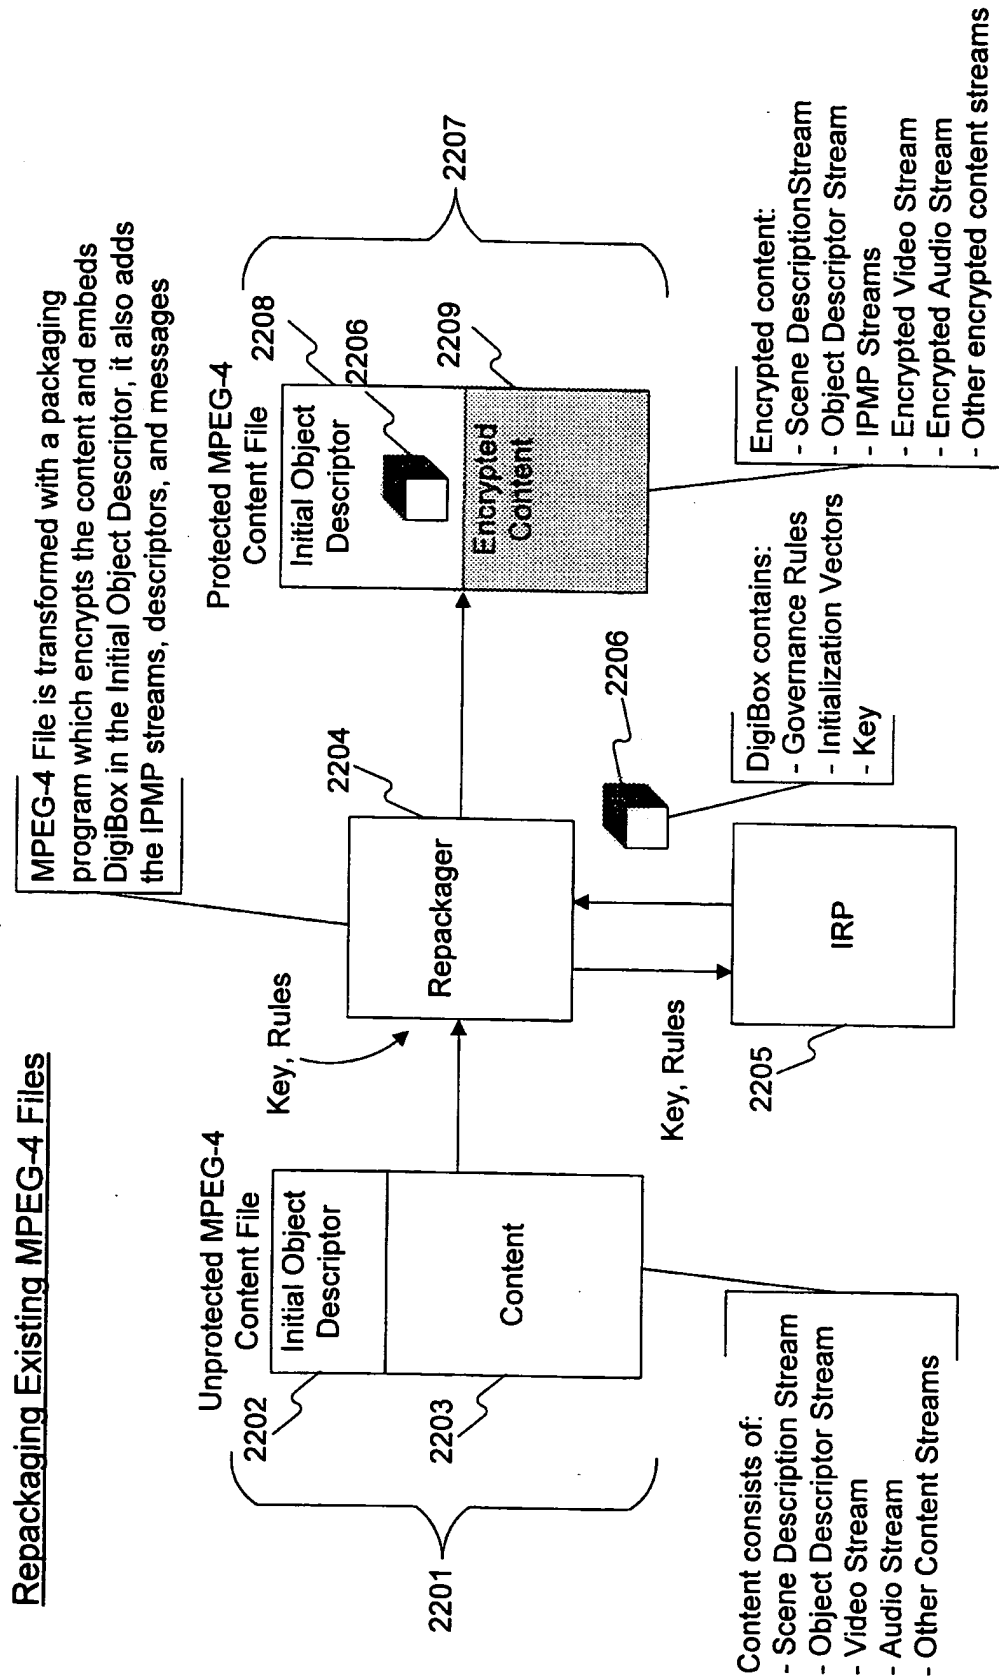 Repackaging Existing MPEG-4 Files
MPEG-4 File is transformed with a packaging
program which encrypts the content and embeds
DigiBox in the Initial Object Descriptor, it also adds
the IPMP streams, descriptors, and messages
Unprotected MPEG-4
Content File
Initial Object
Descriptor
Content
2201
2202
2203
Content consists of:
- Scene Description Stream
- Object Descriptor Stream
- Video Stream
- Audio Stream
- Other Content Streams
Key, Rules
Repackager
2204
Key, Rules
IRP
2205
2206
DigiBox contains:
- Governance Rules
- Initialization Vectors
- Key
Protected MPEG-4
Content File
Initial Object
Descriptor
Encrypted
Content
2208
2206
2209
2207
Encrypted content:
- Scene DescriptionStream
- Object Descriptor Stream
- IPMP Streams
- Encrypted Video Stream
- Encrypted Audio Stream
- Other encrypted content streams